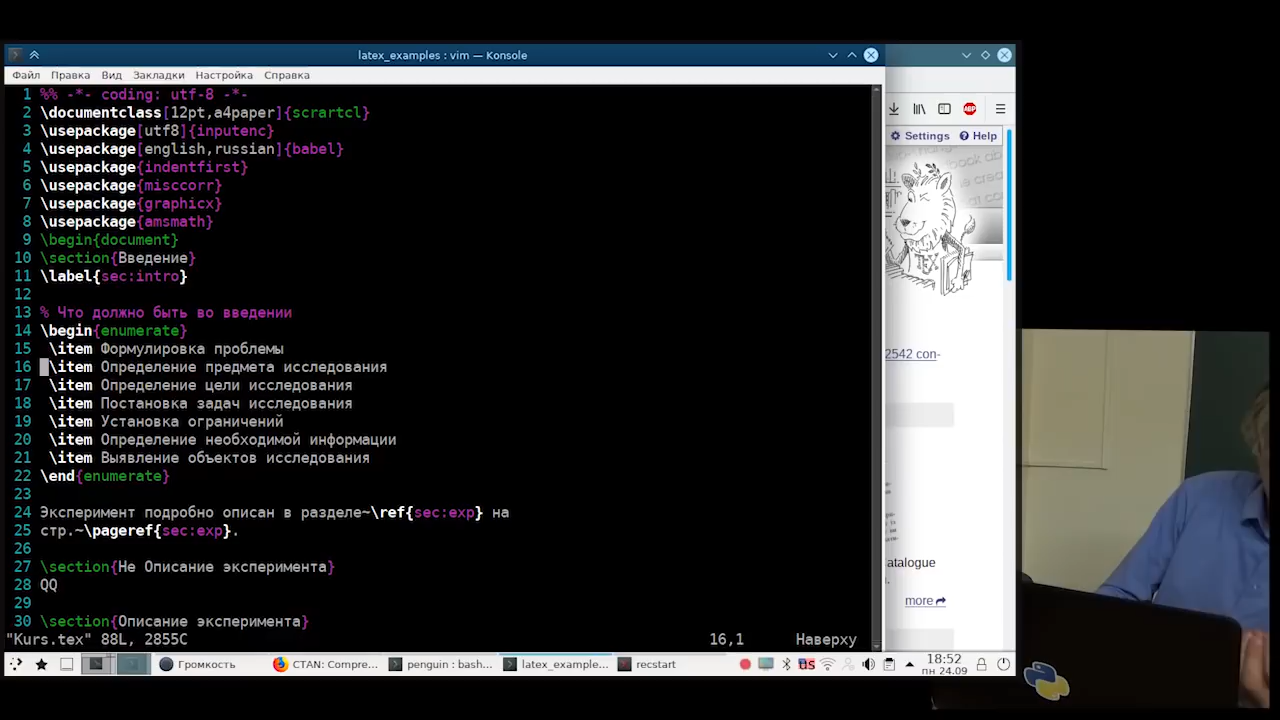 latex_examples : vim — Konsole
Файл Правка Вид Закладки Настройка Справка
1 %% -*- coding: utf-8 -*-
2 \documentclass[12pt,a4paper]{scrartcl}
3 \usepackage[utf8]{inputenc}
4 \usepackage[english,russian]{babel}
5 \usepackage{indentfirst}
6 \usepackage{misccorr}
7 \usepackage{graphicx}
8 \usepackage{amsmath}
9 \begin{document}
10 \section{Введение}
11 \label{sec:intro}
12
13 % Что должно быть во введении
14 \begin{enumerate}
15 \item Формулировка проблемы
16 \item Определение предмета исследования
17 \item Определение цели исследования
18 \item Постановка задач исследования
19 \item Установка ограничений
20 \item Определение необходимой информации
21 \item Выявление объектов исследования
22 \end{enumerate}
23
24 Эксперимент подробно описан в разделе~\ref{sec:exp} на
25 стр.~\pageref{sec:exp}.
26
27 \section{Не Описание эксперимента}
28 QQ
29
30 \section{Описание эксперимента}
"Kurs.tex" 88L, 2855C 16,1 Наверху
ABP
Settings Help
2542 con-
Catalogue
more
Громкость CTAN: Compre... penguin : bash... latex_example... recstart US 18:52
пн 24.09